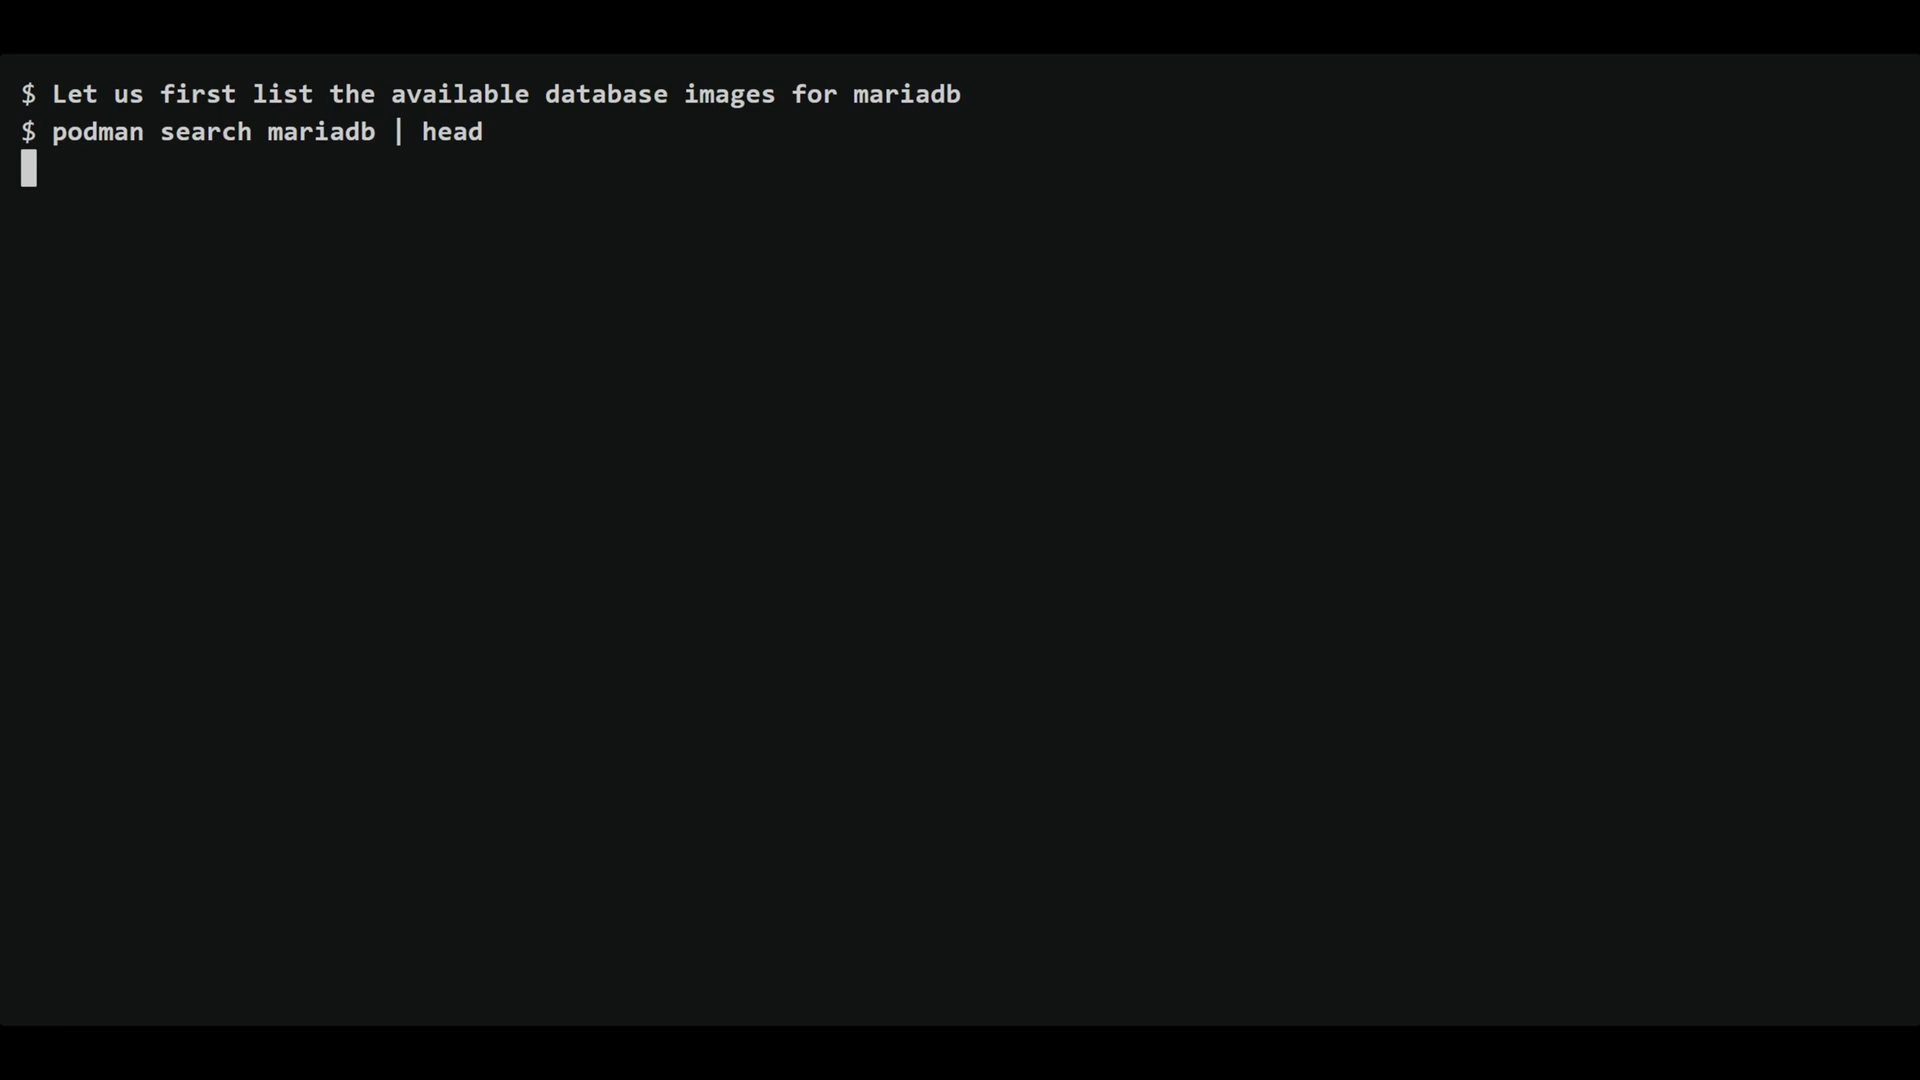 $ Let us first list the available database images for mariadb
$ podman search mariadb | head